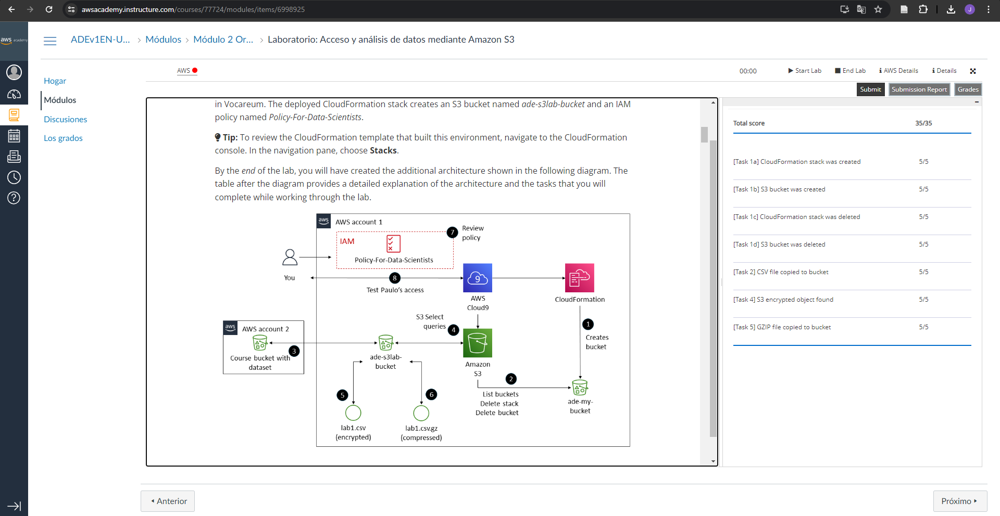 awsacademy.instructure.com/courses/77724/modules/items/6998925
J
aws academy
ADEv1EN-U... > Módulos > Módulo 2 Or... > Laboratorio: Acceso y análisis de datos mediante Amazon S3
Hogar
Módulos
Discusiones
Los grados
AWS
00:00
Start Lab
End Lab
AWS Details
Details
Submit
Submission Report
Grades
in Vocareum. The deployed CloudFormation stack creates an S3 bucket named ade-s3lab-bucket and an IAM
policy named Policy-For-Data-Scientists.
Tip: To review the CloudFormation template that built this environment, navigate to the CloudFormation
console. In the navigation pane, choose Stacks.
By the end of the lab, you will have created the additional architecture shown in the following diagram. The
table after the diagram provides a detailed explanation of the architecture and the tasks that you will
complete while working through the lab.
aws
AWS account 1
7
Review
policy
IAM
Policy-For-Data-Scientists
You
8
Test Paulo's access
9
AWS
Cloud9
CloudFormation
S3 Select
queries
4
1
Creates
bucket
aws
AWS account 2
3
Course bucket with
dataset
ade-s3lab-
bucket
Amazon
S3
2
List buckets
Delete stack
Delete bucket
ade-my-
bucket
5
6
lab1.csv
(encrypted)
lab1.csv.gz
(compressed)
Total score 35/35
[Task 1a] CloudFormation stack was created 5/5
[Task 1b] S3 bucket was created 5/5
[Task 1c] CloudFormation stack was deleted 5/5
[Task 1d] S3 bucket was deleted 5/5
[Task 2] CSV file copied to bucket 5/5
[Task 4] S3 encrypted object found 5/5
[Task 5] GZIP file copied to bucket 5/5
Anterior
Próximo